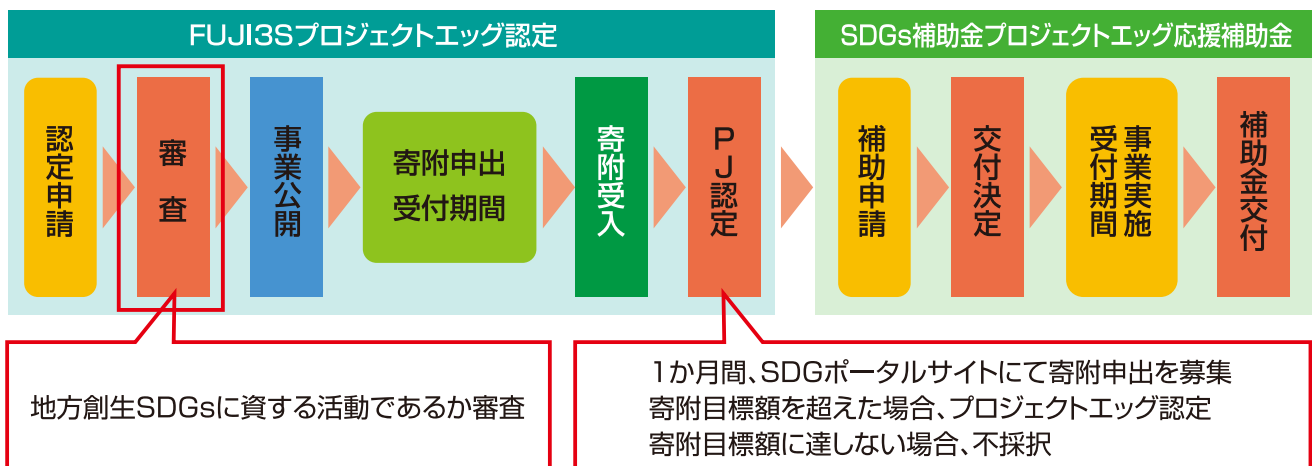 FUJI3Sプロジェクトエッグ認定
認定申請
審査
事業公開
寄附申出
受付期間
寄附受入
PJ認定
SDGs補助金プロジェクトエッグ応援補助金
補助申請
交付決定
事業実施
受付期間
補助金交付
地方創生SDGsに資する活動であるか審査
1か月間、SDGポータルサイトにて寄附申出を募集
寄附目標額を超えた場合、プロジェクトエッグ認定
寄附目標額に達しない場合、不採択